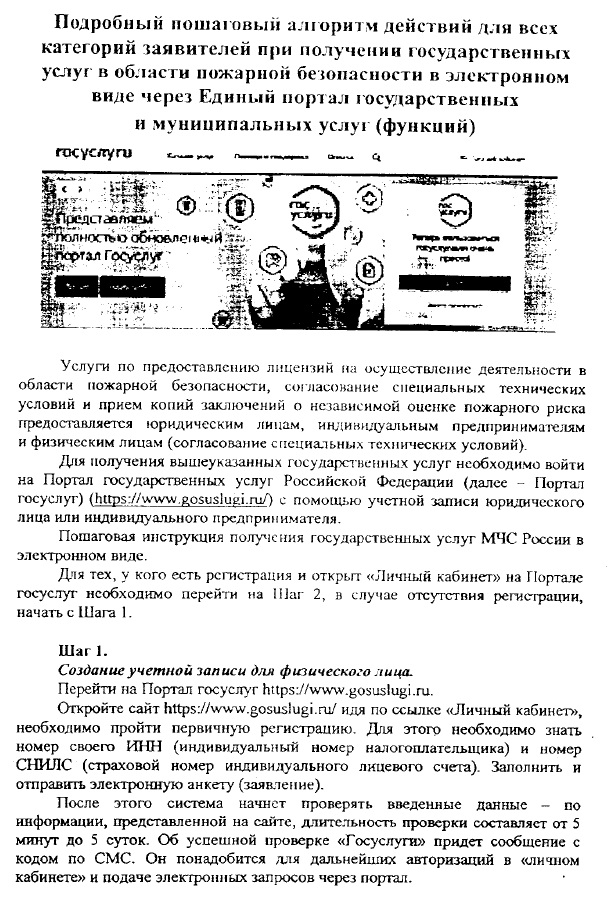 Подробный пошаговый алгоритм действий для всех
категорий заявителей при получении государственных
услуг в области пожарной безопасности в электронном
виде через Единый портал государственных
и муниципальных услуг (функций)
госуслуги
гос
услуги
гос
услуги
Представляем
полностью обновленный
портал Госуслуг
Теперь пользоваться
госуслугами очень
просто!
Услуги по предоставлению лицензий на осуществление деятельности в
области пожарной безопасности, согласование специальных технических
условий и прием копий заключений о независимой оценке пожарного риска
предоставляется юридическим лицам, индивидуальным предпринимателям
и физическим лицам (согласование специальных технических условий).
Для получения вышеуказанных государственных услуг необходимо войти
на Портал государственных услуг Российской Федерации (далее – Портал
госуслуг) (https://www.gosuslugi.ru/) с помощью учетной записи юридического
лица или индивидуального предпринимателя.
Пошаговая инструкция получения государственных услуг МЧС России в
электронном виде.
Для тех, у кого есть регистрация и открыт «Личный кабинет» на Портале
госуслуг необходимо перейти на Шаг 2, в случае отсутствия регистрации,
начать с Шага 1.
Шаг 1.
Создание учетной записи для физического лица.
Перейти на Портал госуслуг https://www.gosuslugi.ru.
Откройте сайт https://www.gosuslugi.ru/ идя по ссылке «Личный кабинет»,
необходимо пройти первичную регистрацию. Для этого необходимо знать
номер своего ИНН (индивидуальный номер налогоплательщика) и номер
СНИЛС (страховой номер индивидуального лицевого счета). Заполнить и
отправить электронную анкету (заявление).
После этого система начнет проверять введенные данные – по
информации, представленной на сайте, длительность проверки составляет от 5
минут до 5 суток. Об успешной проверке «Госуслуги» придет сообщение с
кодом по СМС. Он понадобится для дальнейших авторизаций в «личном
кабинете» и подаче электронных запросов через портал.